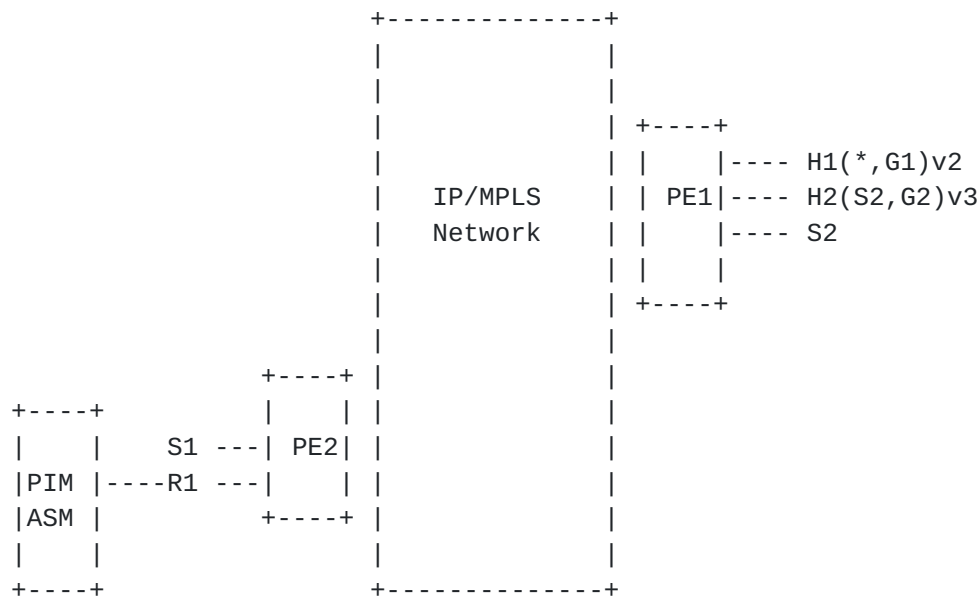 H1(*,G1)v2
IP/MPLS PE1 H2(S2,G2)v3
Network S2
S1 PE2
PIM R1
ASM